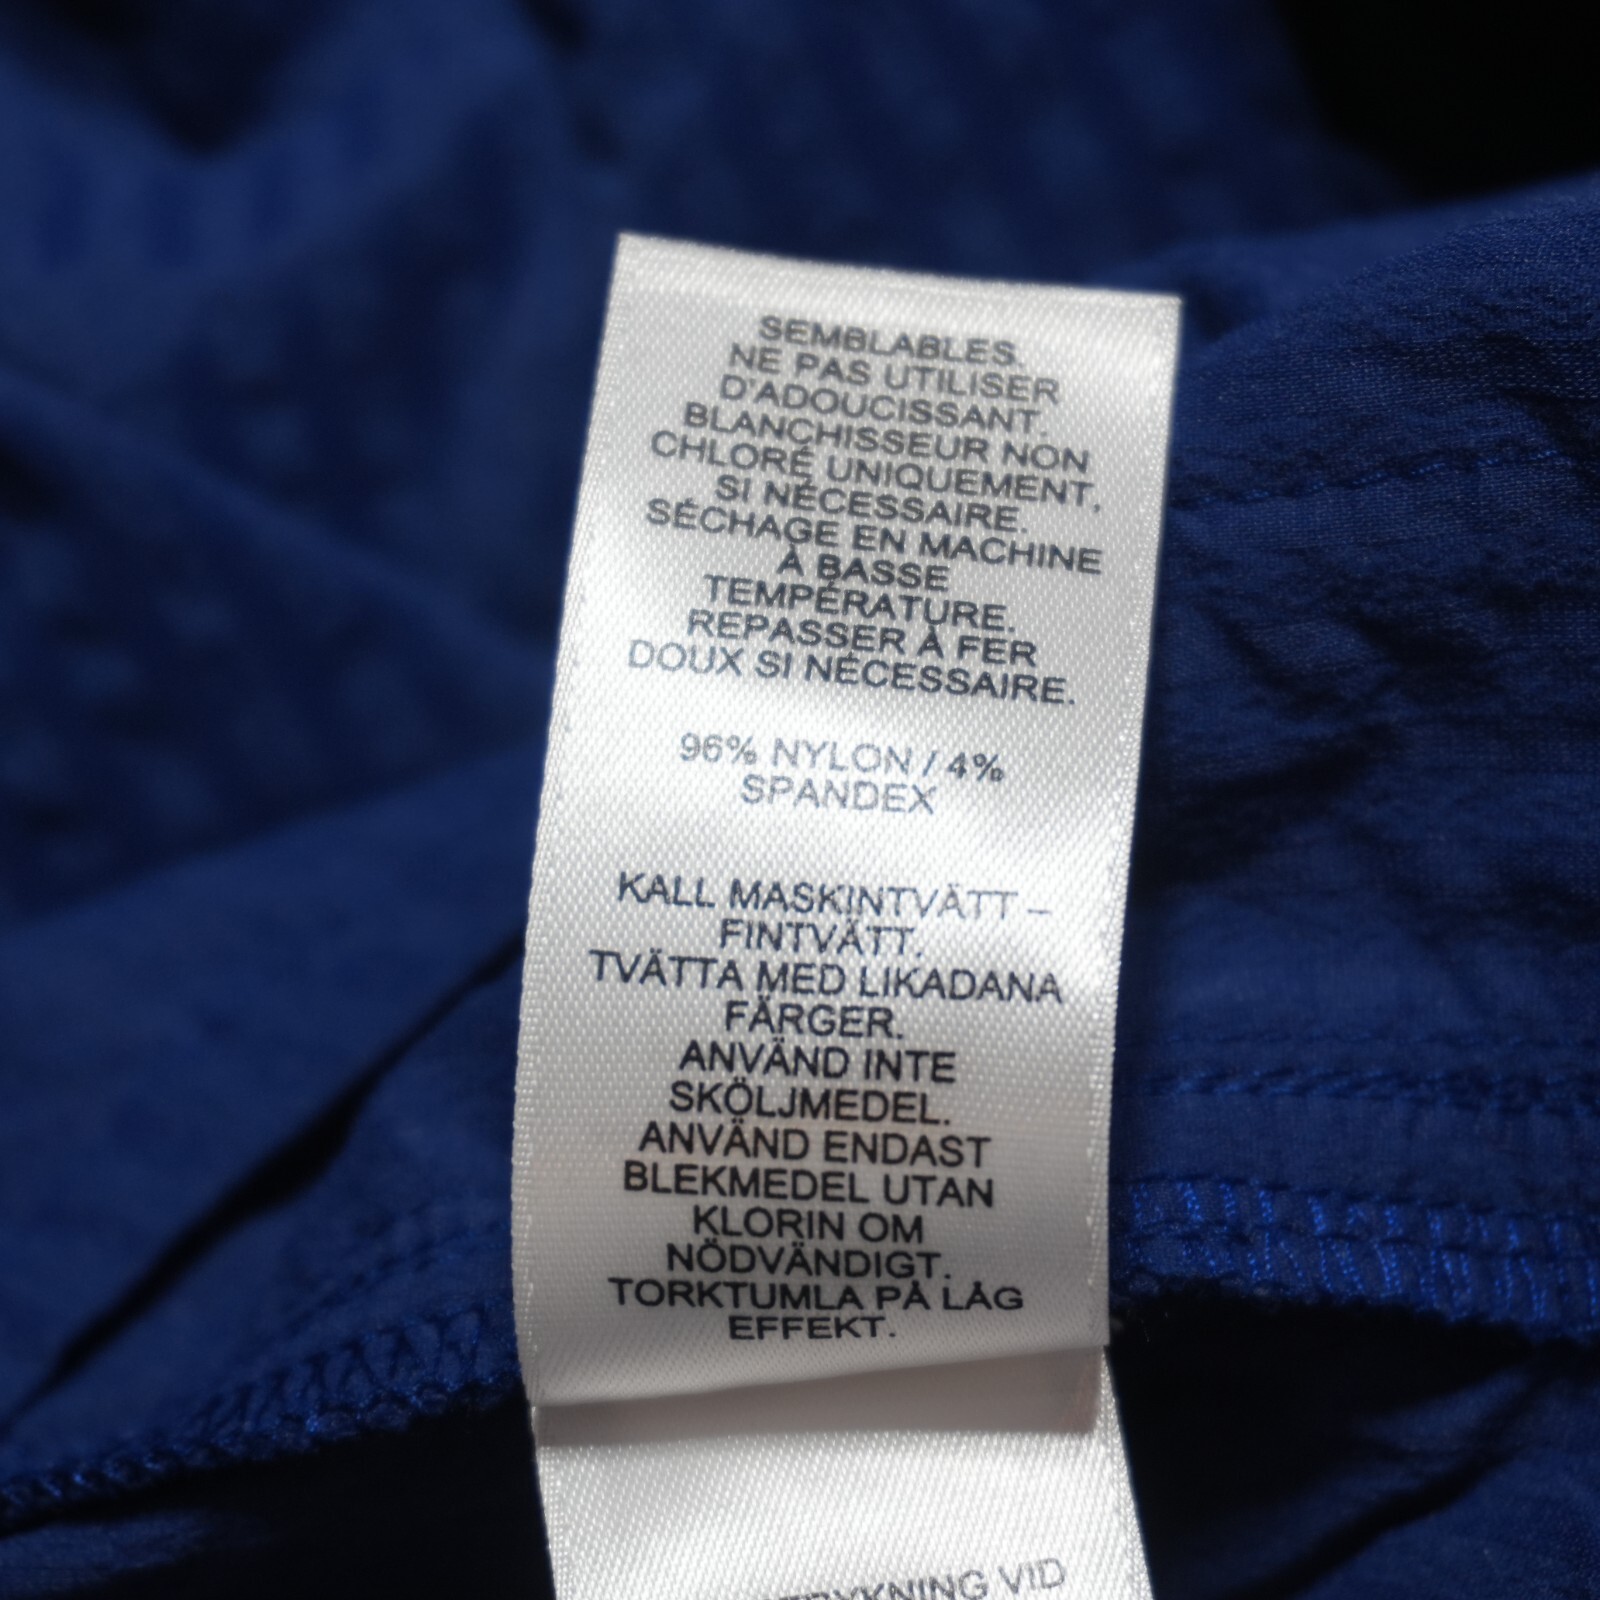 SEMBLABLES.
NE PAS UTILISER
D'ADOUCISSANT.
BLANCHISSEUR NON
CHLORÉ UNIQUEMENT,
SI NÉCESSAIRE.
SÉCHAGE EN MACHINE
À BASSE
TEMPÉRATURE.
REPASSER À FER
DOUX SI NÉCESSAIRE.
96% NYLON / 4%
SPANDEX
KALL MASKINTVÄTT –
FINTVÄTT.
TVÄTTA MED LIKADANA
FÄRGER.
ANVÄND INTE
SKÖLJMEDEL.
ANVÄND ENDAST
BLEKMEDEL UTAN
KLORIN OM
NÖDVÄNDIGT.
TORKTUMLA PÅ LÅG
EFFEKT.
VID